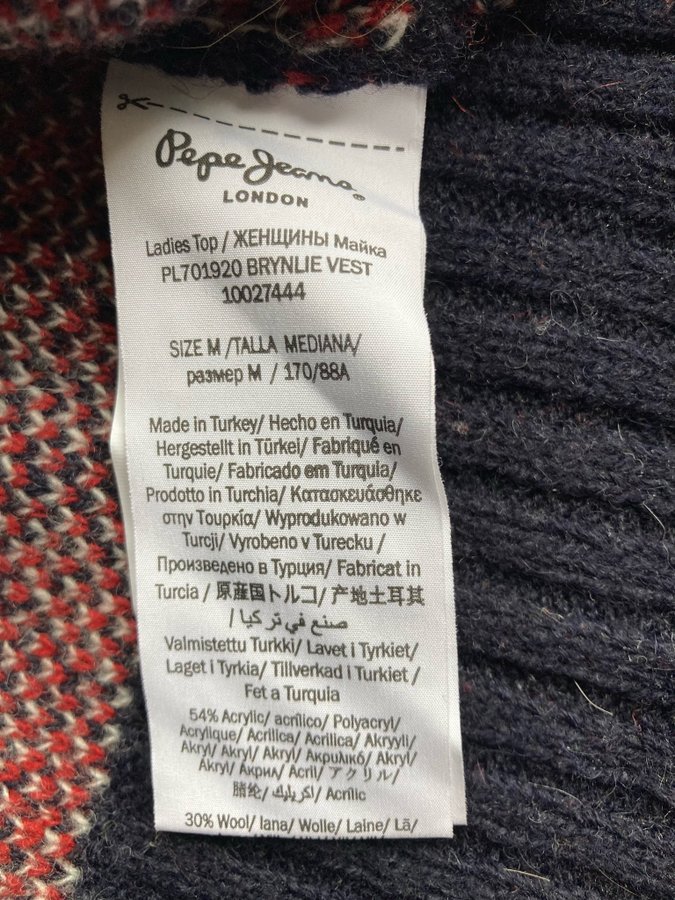 Pepe Jeans®
LONDON
Ladies Top / ЖЕНЩИНЫ Майка
PL701920 BRYNLIE VEST
10027444
SIZE M /TALLA MEDIANA/
размер M / 170/88A
Made in Turkey/ Hecho en Turquia/
Hergestellt in Türkei/ Fabriqué en
Turquie/ Fabricado em Turquia/
Prodotto in Turchia/ Κατασκευάσθηκε
στην Τουρκία/ Wyprodukowano w
Turcji/ Vyrobeno v Turecku /
Произведено в Турция/ Fabricat in
Turcia / 原産国トルコ/ 产地土耳其
صنع في تركيا /
Valmistettu Turkki/ Lavet i Tyrkiet/
Laget i Tyrkia/ Tillverkad i Turkiet /
Fet a Turquia
54% Acrylic/ acrílico/ Polyacryl/
Acrylique/ Acrilica/ Acrilica/ Akryyli/
Akryl/ Akryl/ Akryl/ Ακρυλικό/ Akryl/
Akryl/ Акрил/ Acril/ アクリル/
腈纶/ اكريليك/ Acrílic
30% Wool/ lana/ Wolle/ Laine/ Lã/